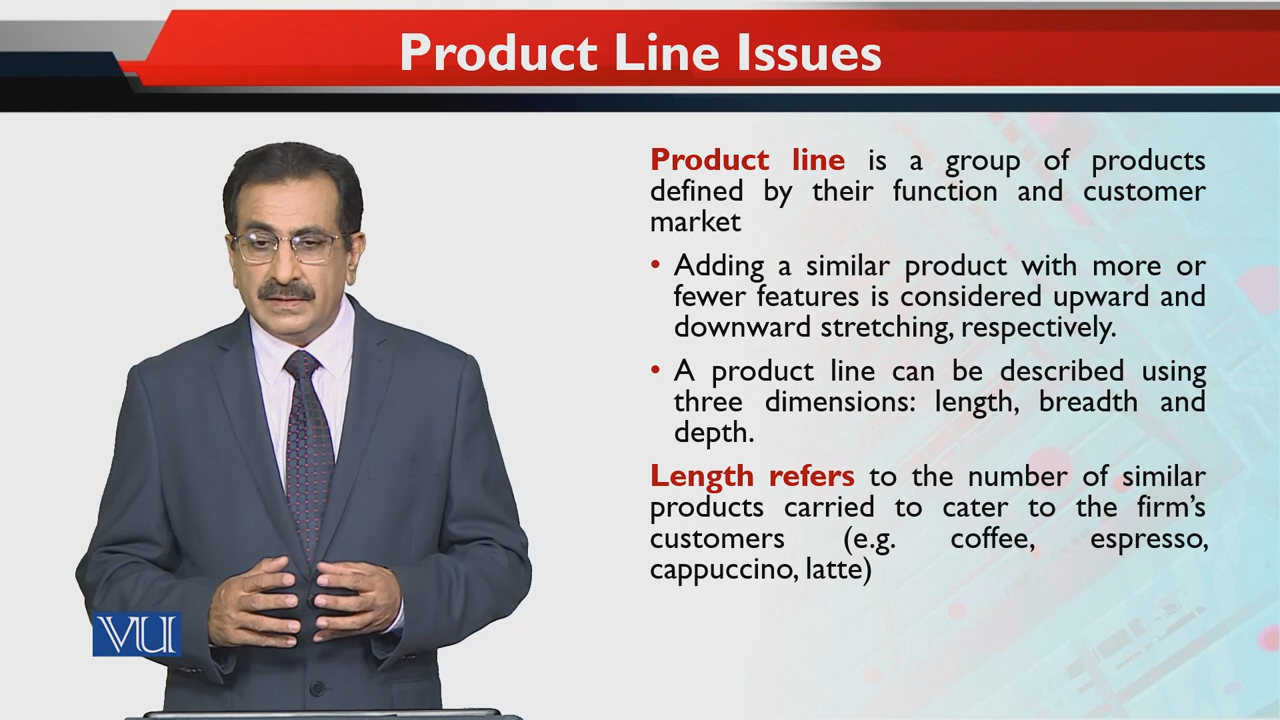 Product Line Issues
Product line is a group of products
defined by their function and customer
market
• Adding a similar product with more or
fewer features is considered upward and
downward stretching, respectively.
• A product line can be described using
three dimensions: length, breadth and
depth.
Length refers to the number of similar
products carried to cater to the firm's
customers (e.g. coffee, espresso,
cappuccino, latte)
VU